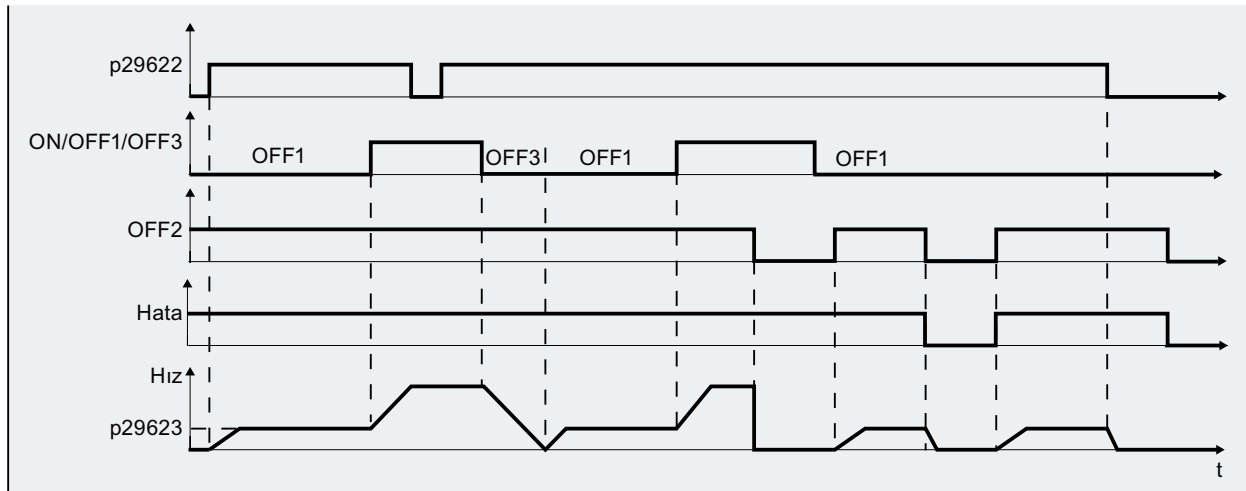 p29622
ON/OFF1/OFF3
OFF1
OFF3
OFF1
OFF1
OFF2
Hata
Hız
p29623
t